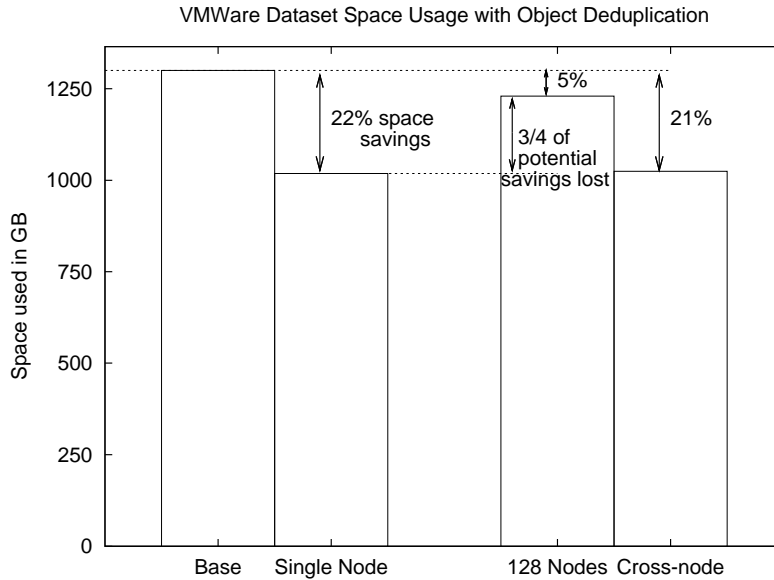 VMWare Dataset Space Usage with Object Deduplication
Space used in GB
1250
1000
750
500
250
0
22% space
savings
5%
3/4 of
potential
savings lost
21%
Base
Single Node
128 Nodes
Cross-node